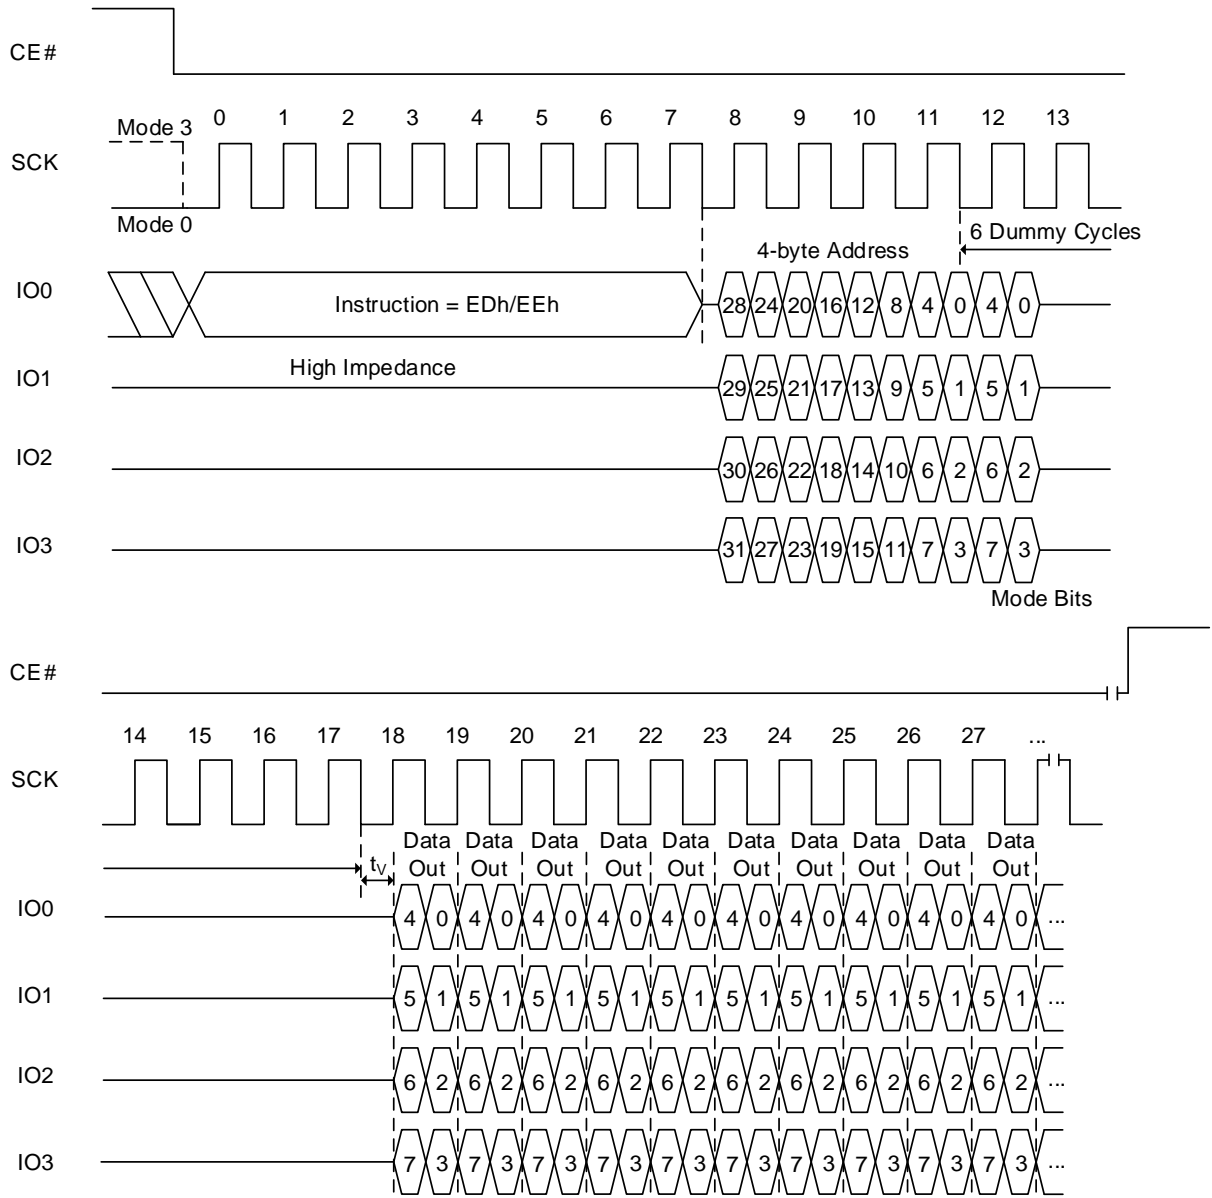 CE#
Mode 3 0 1 2 3 4 5 6 7 8 9 10 11 12 13
SCK
Mode 0
6 Dummy Cycles
4-byte Address
IO0 Instruction = EDh/EEh 28 24 20 16 12 8 4 0 4 0
High Impedance
IO1 29 25 21 17 13 9 5 1 5 1
IO2 30 26 22 18 14 10 6 2 6 2
IO3 31 27 23 19 15 11 7 3 7 3
Mode Bits
CE#
14 15 16 17 18 19 20 21 22 23 24 25 26 27 ...
SCK
Data Data Data Data Data Data Data Data Data Data
tV Out Out Out Out Out Out Out Out Out Out
IO0 4 0 4 0 4 0 4 0 4 0 4 0 4 0 4 0 4 0 4 0 ...
IO1 5 1 5 1 5 1 5 1 5 1 5 1 5 1 5 1 5 1 5 1 ...
IO2 6 2 6 2 6 2 6 2 6 2 6 2 6 2 6 2 6 2 6 2 ...
IO3 7 3 7 3 7 3 7 3 7 3 7 3 7 3 7 3 7 3 7 3 ...